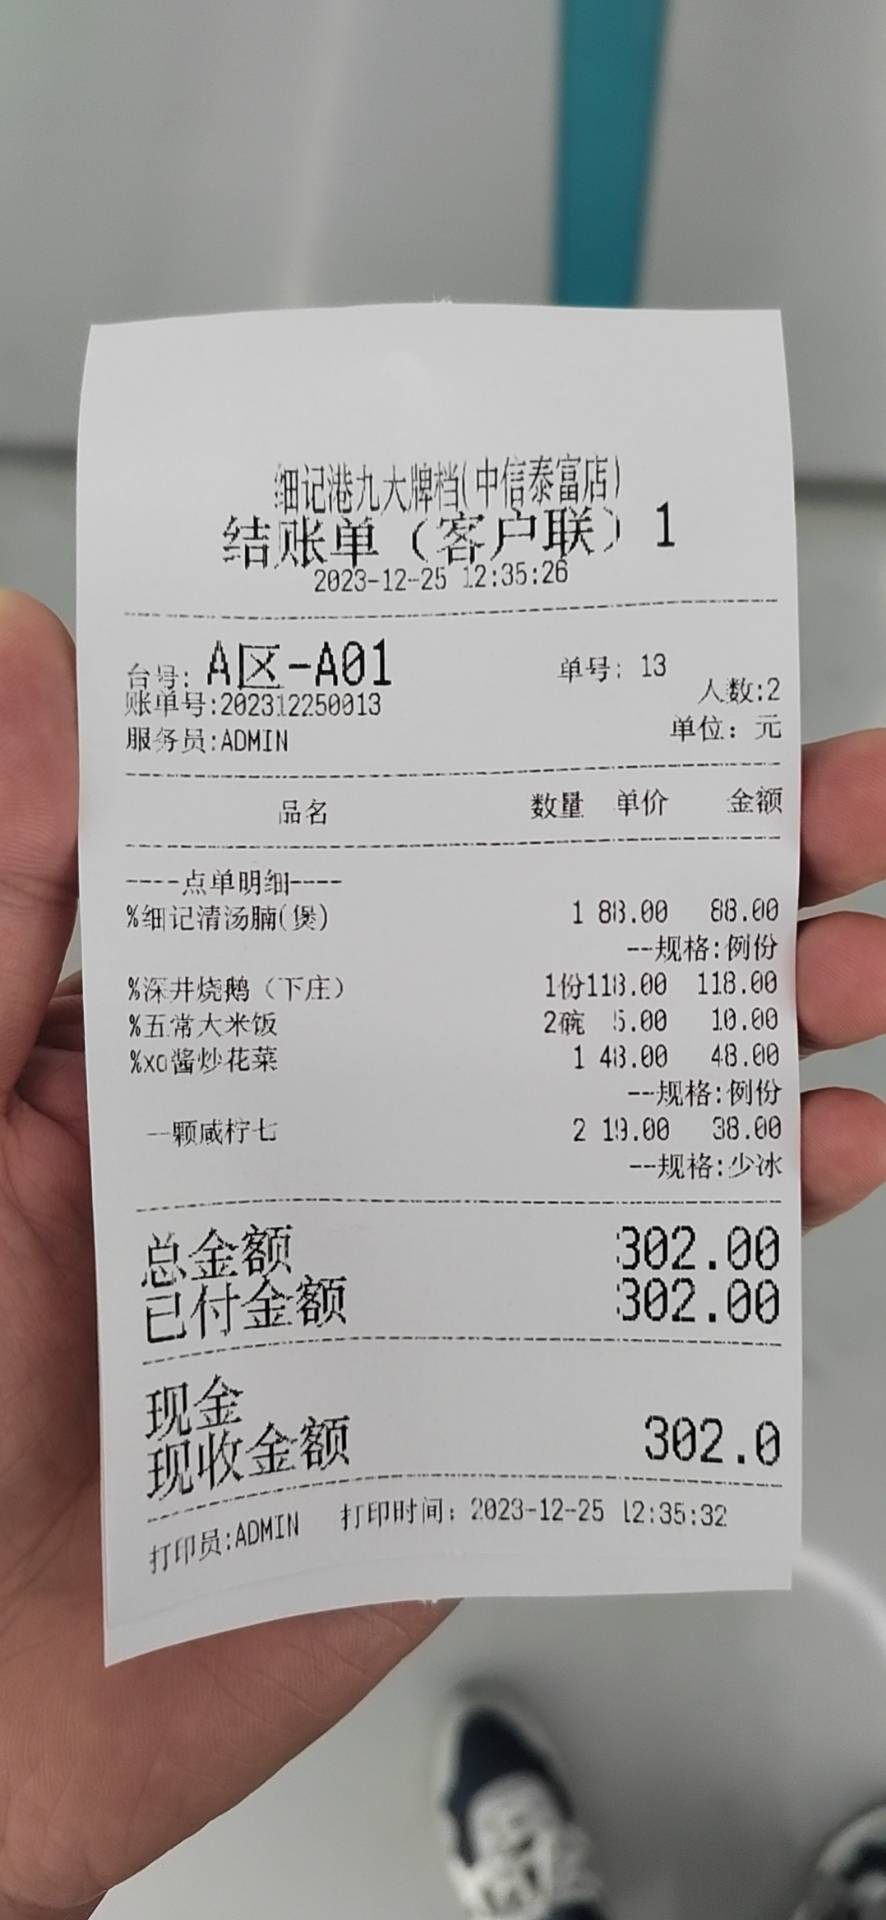 细记港九大牌档(中信泰富店)
结账单（客户联）1
2023-12-25 12:35:26
台号: A区-A01 单号: 13
账单号:202312250013 人数:2
服务员:ADMIN 单位: 元
品名 数量 单价 金额
----点单明细----
%细记清汤腩(煲) 1 88.00 88.00
--规格:例份
%深井烧鹅（下庄） 1份118.00 118.00
%五常大米饭 2碗 5.00 10.00
%xo酱炒花菜 1 48.00 48.00
--规格:例份
一颗咸柠七 2 19.00 38.00
--规格:少冰
总金额 302.00
已付金额 302.00
现金
现收金额 302.0
打印员:ADMIN 打印时间: 2023-12-25 12:35:32